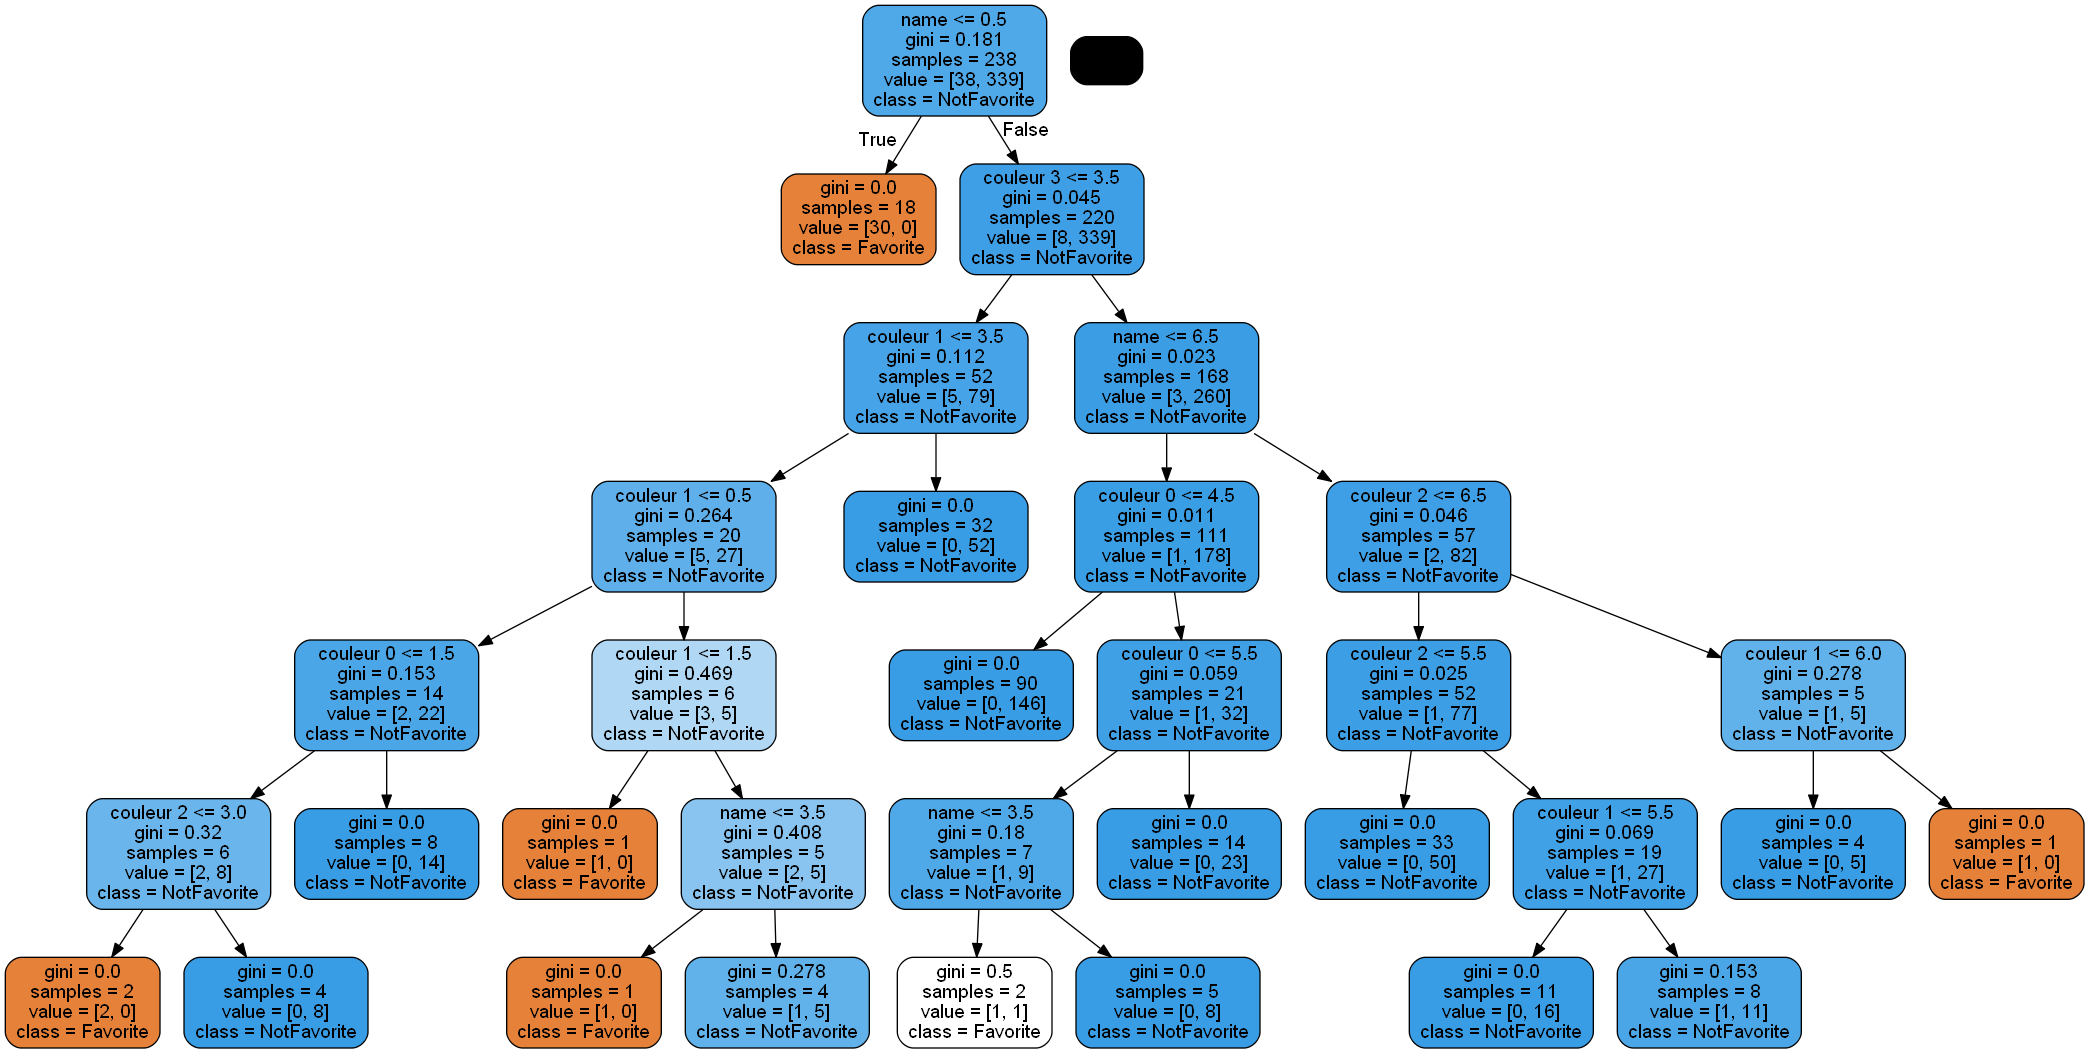 name <= 0.5
gini = 0.181
samples = 238
value = [38, 339]
class = NotFavorite
True
False
gini = 0.0
samples = 18
value = [30, 0]
class = Favorite
couleur 3 <= 3.5
gini = 0.045
samples = 220
value = [8, 339]
class = NotFavorite
couleur 1 <= 3.5
gini = 0.112
samples = 52
value = [5, 79]
class = NotFavorite
name <= 6.5
gini = 0.023
samples = 168
value = [3, 260]
class = NotFavorite
couleur 1 <= 0.5
gini = 0.264
samples = 20
value = [5, 27]
class = NotFavorite
gini = 0.0
samples = 32
value = [0, 52]
class = NotFavorite
couleur 0 <= 4.5
gini = 0.011
samples = 111
value = [1, 178]
class = NotFavorite
couleur 2 <= 6.5
gini = 0.046
samples = 57
value = [2, 82]
class = NotFavorite
couleur 0 <= 1.5
gini = 0.153
samples = 14
value = [2, 22]
class = NotFavorite
couleur 1 <= 1.5
gini = 0.469
samples = 6
value = [3, 5]
class = NotFavorite
gini = 0.0
samples = 90
value = [0, 146]
class = NotFavorite
couleur 0 <= 5.5
gini = 0.059
samples = 21
value = [1, 32]
class = NotFavorite
couleur 2 <= 5.5
gini = 0.025
samples = 52
value = [1, 77]
class = NotFavorite
couleur 1 <= 6.0
gini = 0.278
samples = 5
value = [1, 5]
class = NotFavorite
couleur 2 <= 3.0
gini = 0.32
samples = 6
value = [2, 8]
class = NotFavorite
gini = 0.0
samples = 8
value = [0, 14]
class = NotFavorite
gini = 0.0
samples = 1
value = [1, 0]
class = Favorite
name <= 3.5
gini = 0.408
samples = 5
value = [2, 5]
class = NotFavorite
name <= 3.5
gini = 0.18
samples = 7
value = [1, 9]
class = NotFavorite
gini = 0.0
samples = 14
value = [0, 23]
class = NotFavorite
gini = 0.0
samples = 33
value = [0, 50]
class = NotFavorite
couleur 1 <= 5.5
gini = 0.069
samples = 19
value = [1, 27]
class = NotFavorite
gini = 0.0
samples = 4
value = [0, 5]
class = NotFavorite
gini = 0.0
samples = 1
value = [1, 0]
class = Favorite
gini = 0.0
samples = 2
value = [2, 0]
class = Favorite
gini = 0.0
samples = 4
value = [0, 8]
class = NotFavorite
gini = 0.0
samples = 1
value = [1, 0]
class = Favorite
gini = 0.278
samples = 4
value = [1, 5]
class = NotFavorite
gini = 0.5
samples = 2
value = [1, 1]
class = Favorite
gini = 0.0
samples = 5
value = [0, 8]
class = NotFavorite
gini = 0.0
samples = 11
value = [0, 16]
class = NotFavorite
gini = 0.153
samples = 8
value = [1, 11]
class = NotFavorite